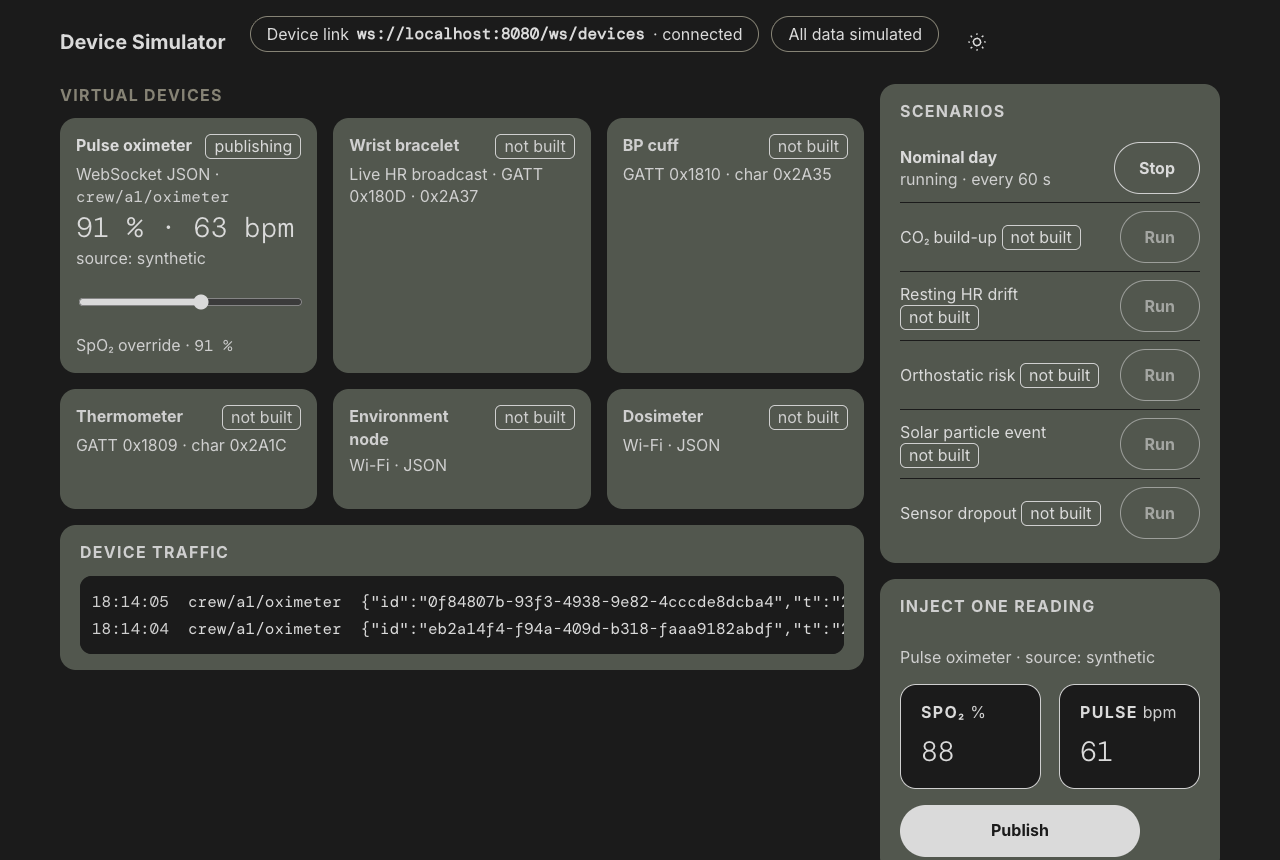 Device Simulator
Device link ws://localhost:8080/ws/devices · connected
All data simulated
VIRTUAL DEVICES
Pulse oximeter publishing
WebSocket JSON ·
crew/a1/oximeter
91 % · 63 bpm
source: synthetic
SpO₂ override · 91 %
Wrist bracelet not built
Live HR broadcast · GATT
0x180D · 0x2A37
BP cuff not built
GATT 0x1810 · char 0x2A35
Thermometer not built
GATT 0x1809 · char 0x2A1C
Environment not built
node
Wi-Fi · JSON
Dosimeter not built
Wi-Fi · JSON
DEVICE TRAFFIC
18:14:05 crew/a1/oximeter {"id":"0f84807b-93f3-4938-9e82-4cccde8dcba4","t":"2
18:14:04 crew/a1/oximeter {"id":"eb2a14f4-f94a-409d-b318-faaa9182abdf","t":"2
SCENARIOS
Nominal day
running · every 60 s
Stop
CO₂ build-up not built Run
Resting HR drift
not built
Run
Orthostatic risk not built Run
Solar particle event
not built
Run
Sensor dropout not built Run
INJECT ONE READING
Pulse oximeter · source: synthetic
SPO₂ %
88
PULSE bpm
61
Publish